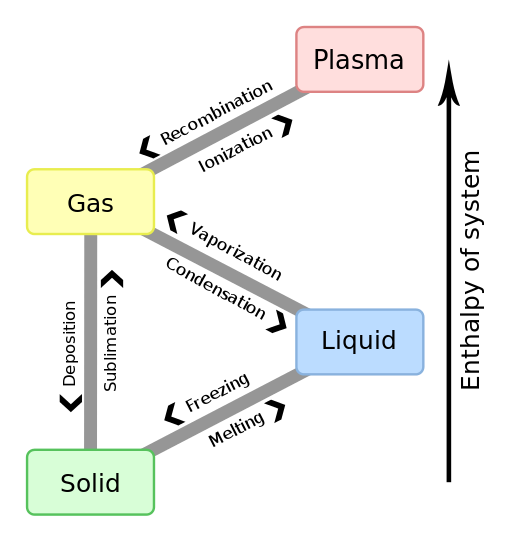 Plasma
Recombination
Ionization
Enthalpy of system
Gas
Vaporization
Condensation
Deposition
Sublimation
Liquid
Freezing
Melting
Solid